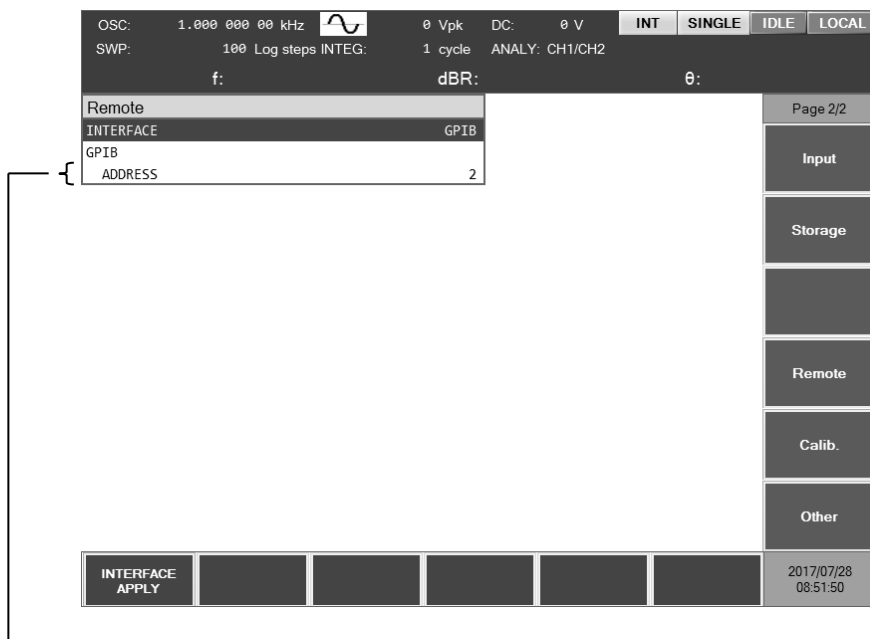 OSC: 1.000 000 00 kHz 0 Vpk DC: 0 V INT SINGLE IDLE LOCAL
SWP: 100 Log steps INTEG: 1 cycle ANALY: CH1/CH2
f: dBR: θ:
Remote
INTERFACE GPIB
GPIB
ADDRESS 2
Page 2/2
Input
Storage
Remote
Calib.
Other
INTERFACE
APPLY
2017/07/28
08:51:50